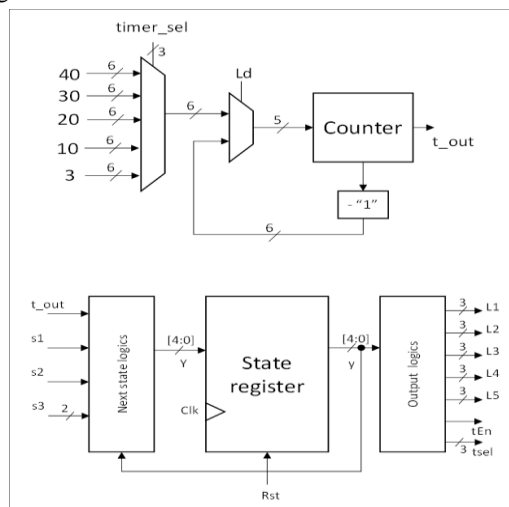 timer_sel
3
40 6
30 6
20 6
10 6
3 6
6
Ld
5
Counter
t_out
- “1”
6
t_out
s1
s2
s3 2
Next state logics
[4:0]
Y
State
register
Clk
Rst
[4:0]
y
Output logics
3 L1
3 L2
3 L3
3 L4
3 L5
tEn
3 tsel